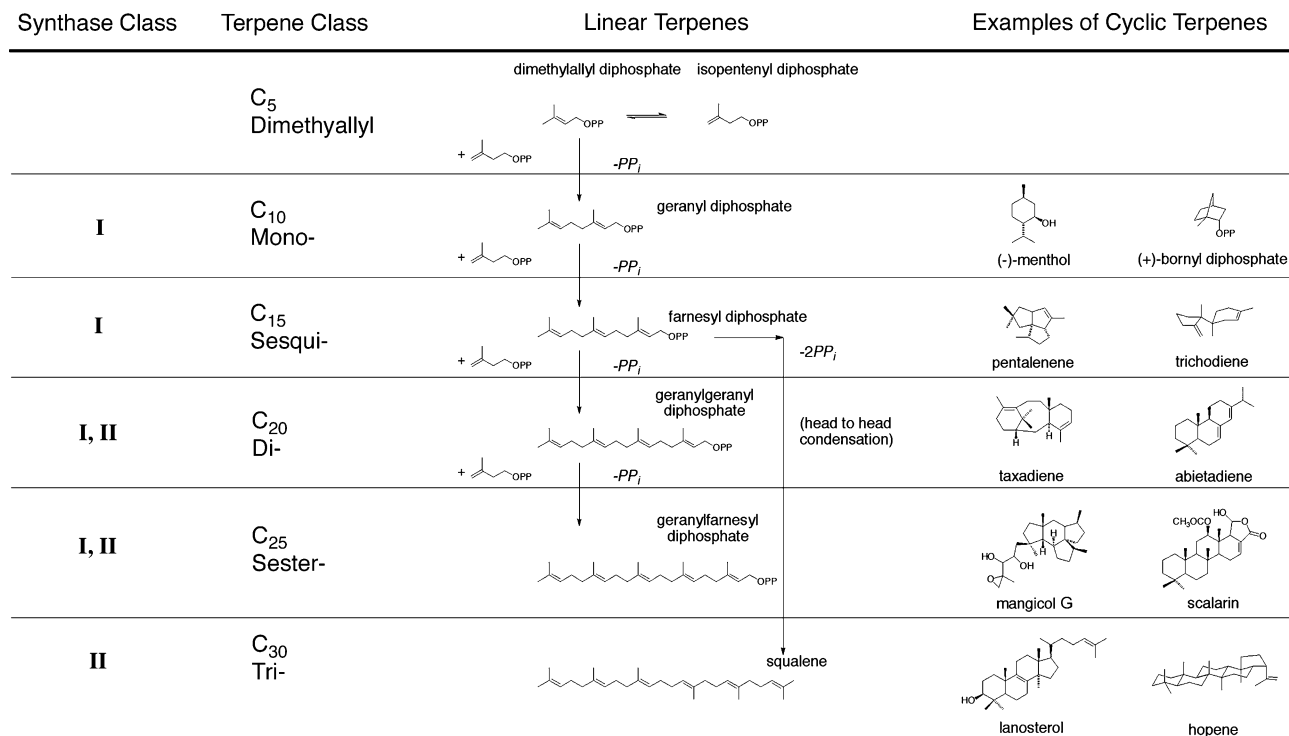 Synthase Class Terpene Class Linear Terpenes Examples of Cyclic Terpenes
dimethylallyl diphosphate isopentenyl diphosphate
C5
Dimethyallyl
OPP OPP
+ OPP -PPi
I
C10
Mono-
geranyl diphosphate
OPP
+ OPP -PPi
OH
OPP
(-)-menthol (+)-bornyl diphosphate
I
C15
Sesqui-
farnesyl diphosphate
OPP
-2PPi
+ OPP -PPi
pentalenene trichodiene
I, II
C20
Di-
geranylgeranyl
diphosphate
OPP
(head to head
condensation)
+ OPP -PPi
H H
taxadiene abietadiene
I, II
C25
Sester-
geranylfarnesyl
diphosphate
OPP
HO OH
O
H H
mangicol G
CH3OCO HO O
O
scalarin
II
C30
Tri-
squalene
HO
lanosterol hopene